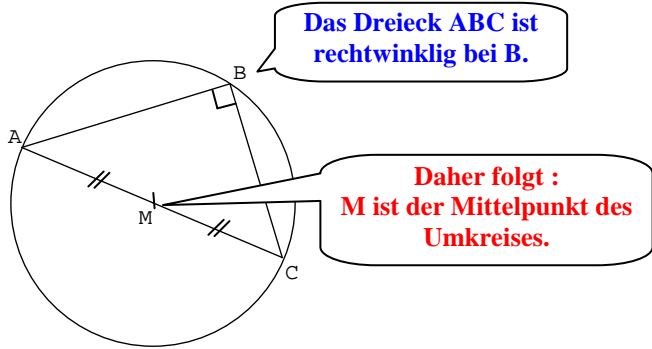 Das Dreieck ABC ist
rechtwinklig bei B.
B
A
M
C
Daher folgt :
M ist der Mittelpunkt des
Umkreises.